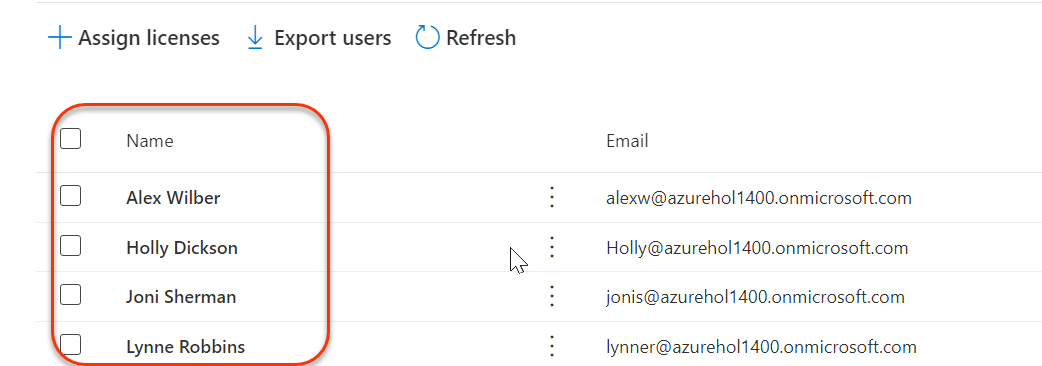 Assign licenses Export users Refresh
Name Email
Alex Wilber alexw@azurehol1400.onmicrosoft.com
Holly Dickson Holly@azurehol1400.onmicrosoft.com
Joni Sherman jonis@azurehol1400.onmicrosoft.com
Lynne Robbins lynner@azurehol1400.onmicrosoft.com